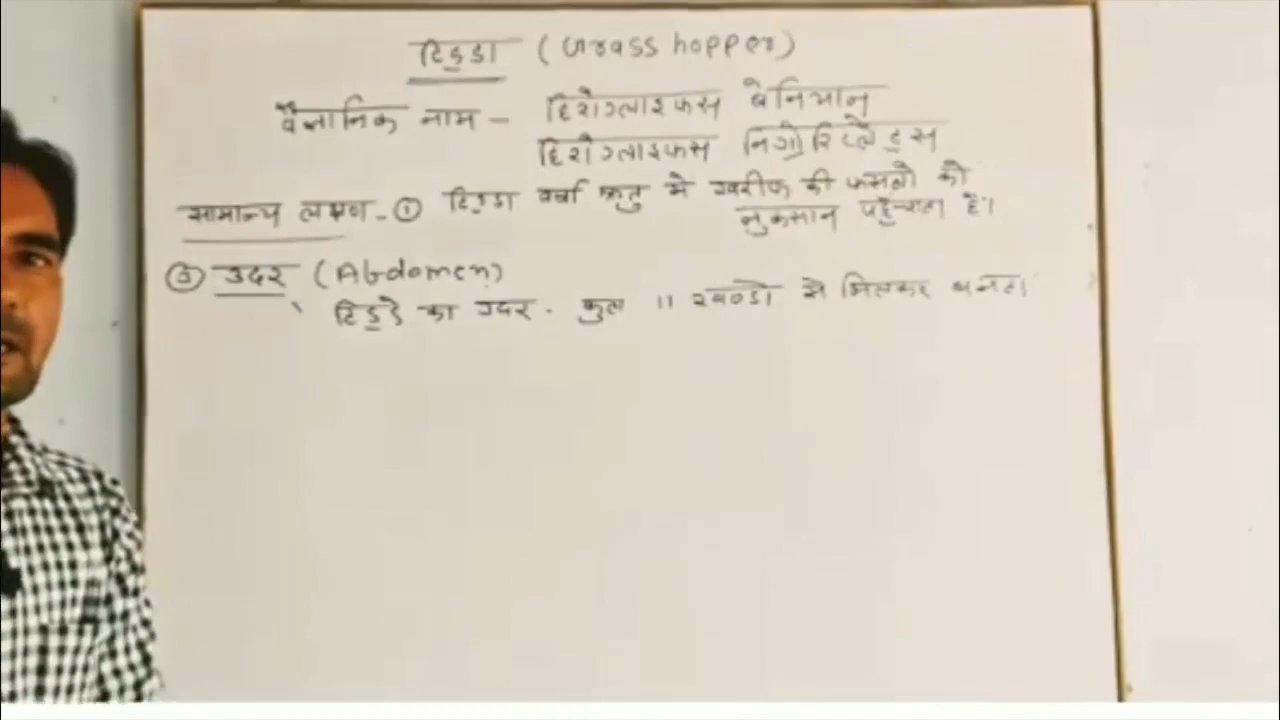 टिड्डा (Grass hopper)
वैज्ञानिक नाम - हिरोग्लाइफस बेनियान
हिरोग्लाइफस निग्रोरिप्लेट्स
सामान्य लक्षण - ① टिड्डा वर्षा ऋतु मे खरीफ की फसलो को
नुकसान पहुचाता है।
③ उदर (Abdomen)
टिड्डे का उदर . कुल 11 खण्डो से मिलकर बनता